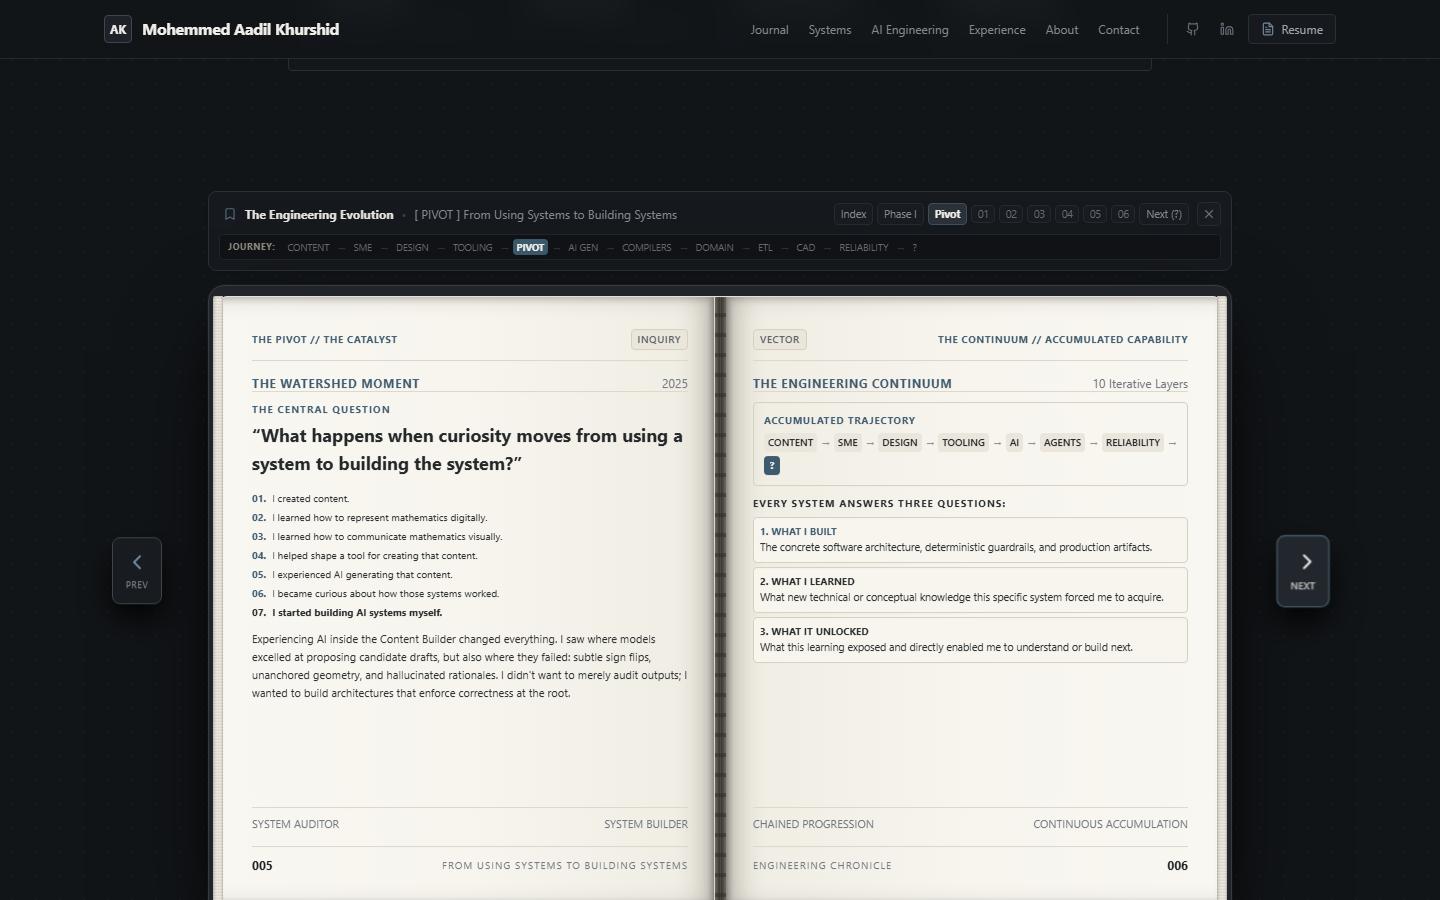 AK Mohemmed Aadil Khurshid Journal Systems AI Engineering Experience About Contact Resume
The Engineering Evolution • [ PIVOT ] From Using Systems to Building Systems Index Phase I Pivot 01 02 03 04 05 06 Next (?)
JOURNEY: CONTENT → SME → DESIGN → TOOLING → PIVOT → AI GEN → COMPILERS → DOMAIN → ETL → CAD → RELIABILITY → ?
THE PIVOT // THE CATALYST INQUIRY
THE WATERSHED MOMENT 2025
THE CENTRAL QUESTION
“What happens when curiosity moves from using a
system to building the system?”
01. I created content.
02. I learned how to represent mathematics digitally.
03. I learned how to communicate mathematics visually.
04. I helped shape a tool for creating that content.
05. I experienced AI generating that content.
06. I became curious about how those systems worked.
07. I started building AI systems myself.
Experiencing AI inside the Content Builder changed everything. I saw where models
excelled at proposing candidate drafts, but also where they failed: subtle sign flips,
unanchored geometry, and hallucinated rationales. I didn't want to merely audit outputs; I
wanted to build architectures that enforce correctness at the root.
SYSTEM AUDITOR SYSTEM BUILDER
005 FROM USING SYSTEMS TO BUILDING SYSTEMS
VECTOR THE CONTINUUM // ACCUMULATED CAPABILITY
THE ENGINEERING CONTINUUM 10 Iterative Layers
ACCUMULATED TRAJECTORY
CONTENT → SME → DESIGN → TOOLING → AI → AGENTS → RELIABILITY →
?
EVERY SYSTEM ANSWERS THREE QUESTIONS:
1. WHAT I BUILT
The concrete software architecture, deterministic guardrails, and production artifacts.
2. WHAT I LEARNED
What new technical or conceptual knowledge this specific system forced me to acquire.
3. WHAT IT UNLOCKED
What this learning exposed and directly enabled me to understand or build next.
CHAINED PROGRESSION CONTINUOUS ACCUMULATION
ENGINEERING CHRONICLE 006
PREV
NEXT